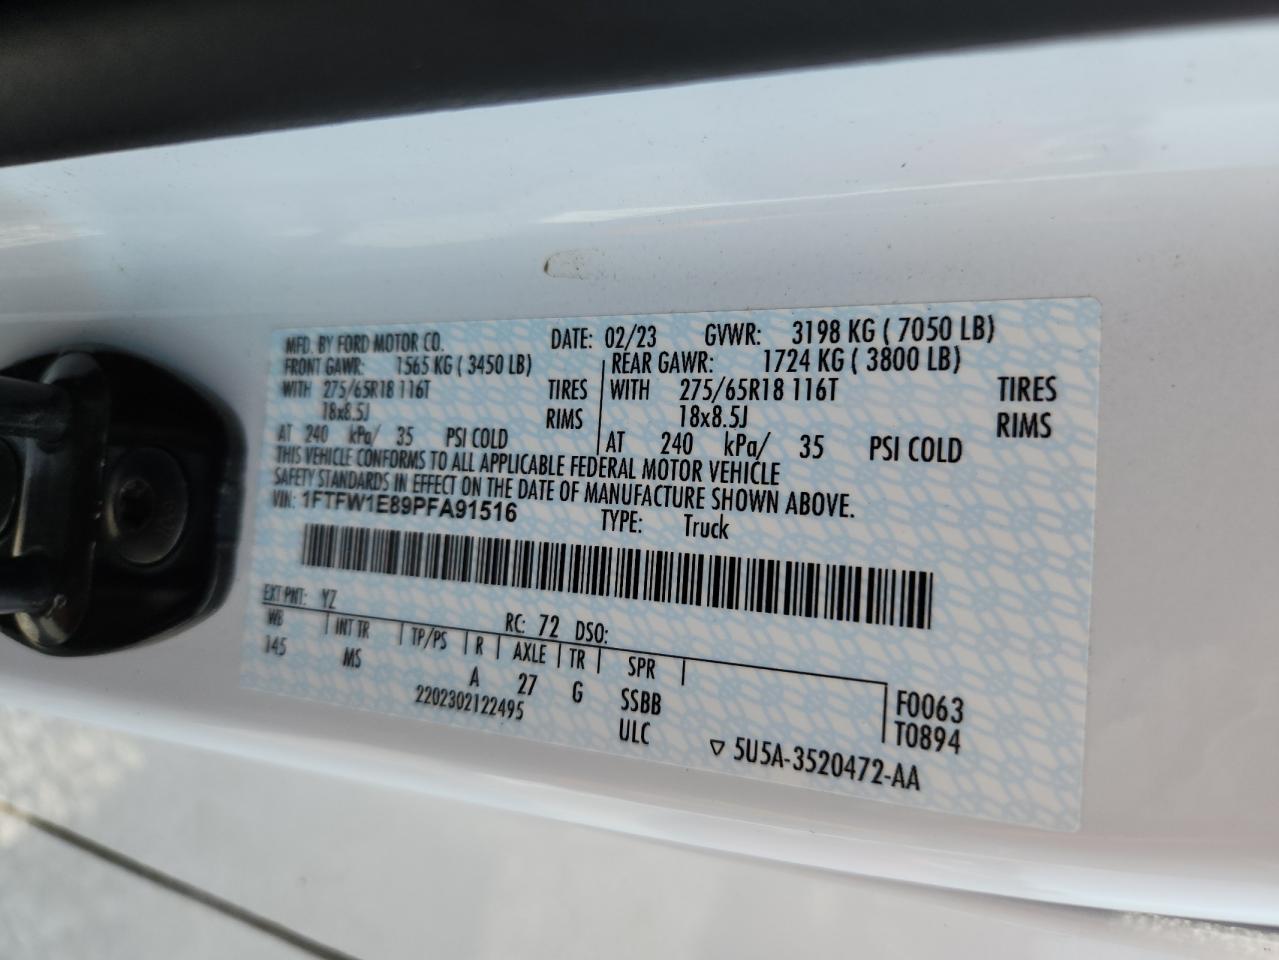 MFD. BY FORD MOTOR CO. DATE: 02/23 GVWR: 3198 KG ( 7050 LB)
FRONT GAWR: 1565 KG ( 3450 LB) REAR GAWR: 1724 KG ( 3800 LB)
WITH 275/65R18 116T TIRES WITH 275/65R18 116T TIRES
18x8.5J RIMS 18x8.5J RIMS
AT 240 kPa/ 35 PSI COLD AT 240 kPa/ 35 PSI COLD
THIS VEHICLE CONFORMS TO ALL APPLICABLE FEDERAL MOTOR VEHICLE
SAFETY STANDARDS IN EFFECT ON THE DATE OF MANUFACTURE SHOWN ABOVE.
VIN: 1FTFW1E89PFA91516 TYPE: Truck
EXT PNT: YZ RC: 72 DSO:
WB INT TR TP/PS R AXLE TR SPR
145 MS A 27 G SSBB F0063
2202302122495 ULC T0894
▽ 5U5A-3520472-AA